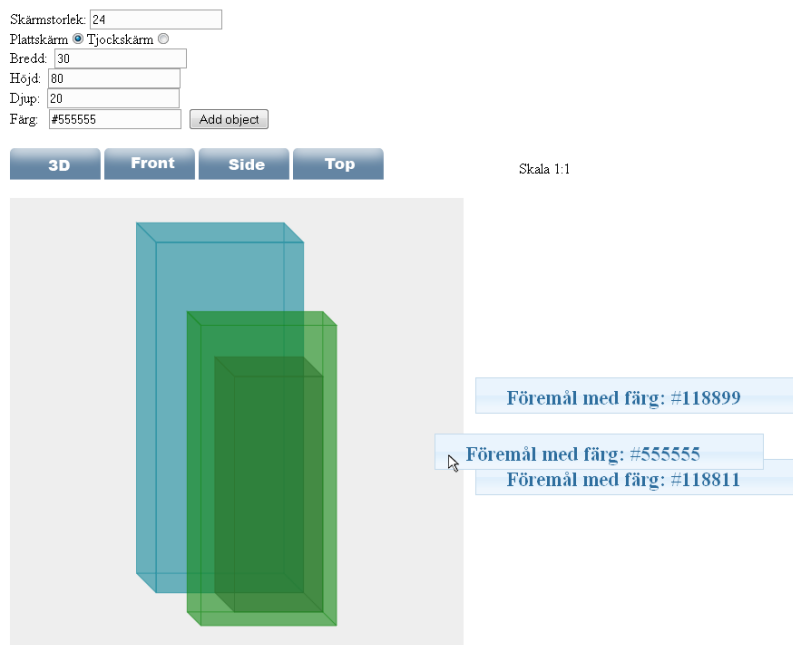 Skärmstorlek: 24
Plattskärm Tjockskärm
Bredd: 30
Höjd: 80
Djup: 20
Färg: #555555 Add object
3D Front Side Top
Skala 1:1
Föremål med färg: #118899
Föremål med färg: #555555
Föremål med färg: #118811